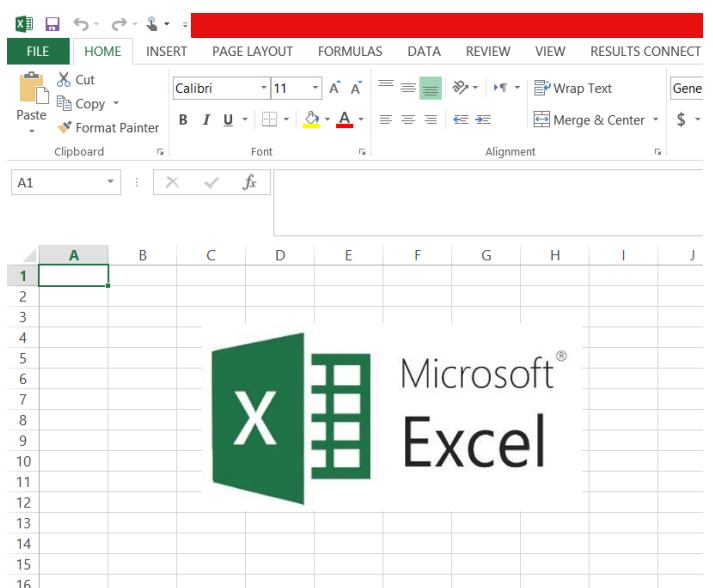 FILE HOME INSERT PAGE LAYOUT FORMULAS DATA REVIEW VIEW RESULTS CONNECT
Cut
Copy
Format Painter
Paste
Clipboard
Calibri 11 A A
B I U A
Font
Wrap Text
Merge & Center
Alignment
Gene
$
A1 fx
A B C D E F G H I J
1
2
3
4
5
6
7
8
9
10
11
12
13
14
15
16
X Microsoft®
Excel